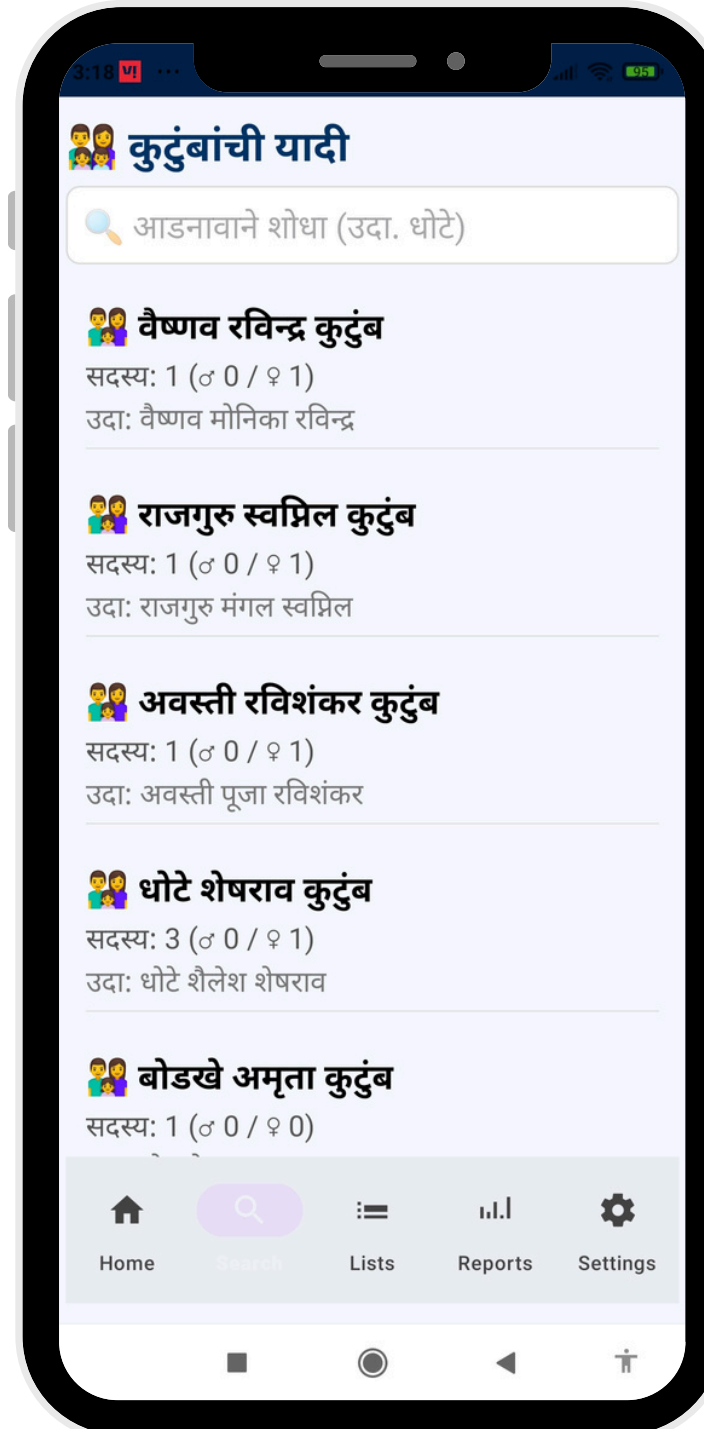 3:18 V! ...
95
कुटुंबांची यादी
आडनावाने शोधा (उदा. धोटे)
वैष्णव रविन्द्र कुटुंब
सदस्य: 1 (♂ 0 / ♀ 1)
उदा: वैष्णव मोनिका रविन्द्र
राजगुरु स्वप्निल कुटुंब
सदस्य: 1 (♂ 0 / ♀ 1)
उदा: राजगुरु मंगल स्वप्निल
अवस्ती रविशंकर कुटुंब
सदस्य: 1 (♂ 0 / ♀ 1)
उदा: अवस्ती पूजा रविशंकर
धोटे शेषराव कुटुंब
सदस्य: 3 (♂ 0 / ♀ 1)
उदा: धोटे शैलेश शेषराव
बोडखे अमृता कुटुंब
सदस्य: 1 (♂ 0 / ♀ 0)
Home Search Lists Reports Settings